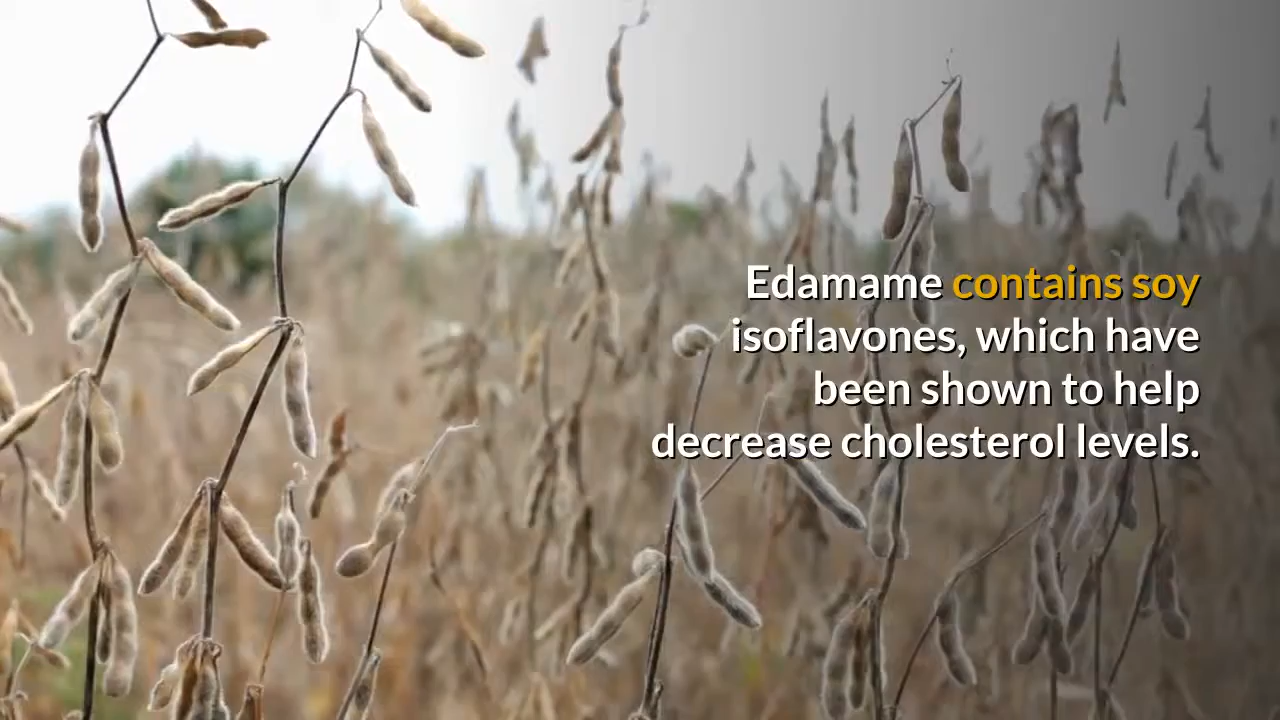 Edamame contains soy
isoflavones, which have
been shown to help
decrease cholesterol levels.